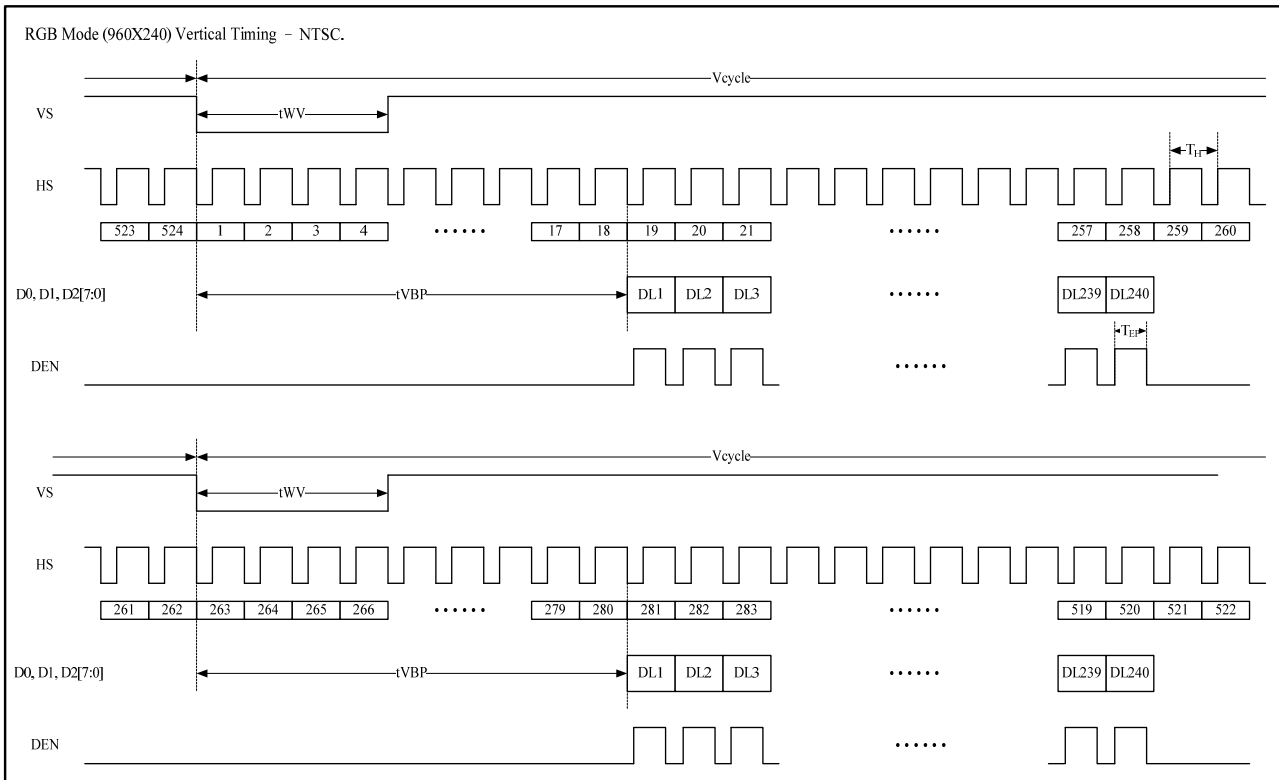 RGB Mode (960X240) Vertical Timing – NTSC.
Vcycle
VS
tWV
TH
HS
523 524 1 2 3 4 ······ 17 18 19 20 21 ······ 257 258 259 260
D0, D1, D2[7:0] tVBP DL1 DL2 DL3 ······ DL239 DL240
TEP
DEN ······
Vcycle
VS
tWV
HS
261 262 263 264 265 266 ······ 279 280 281 282 283 ······ 519 520 521 522
D0, D1, D2[7:0] tVBP DL1 DL2 DL3 ······ DL239 DL240
DEN ······